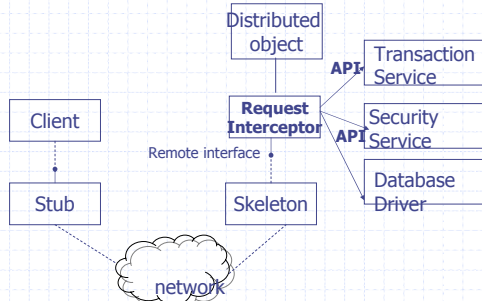 Distributed
object
API
Transaction
Service
Request
Interceptor
Client
API
Security
Service
Remote interface
Database
Driver
Stub
Skeleton
network